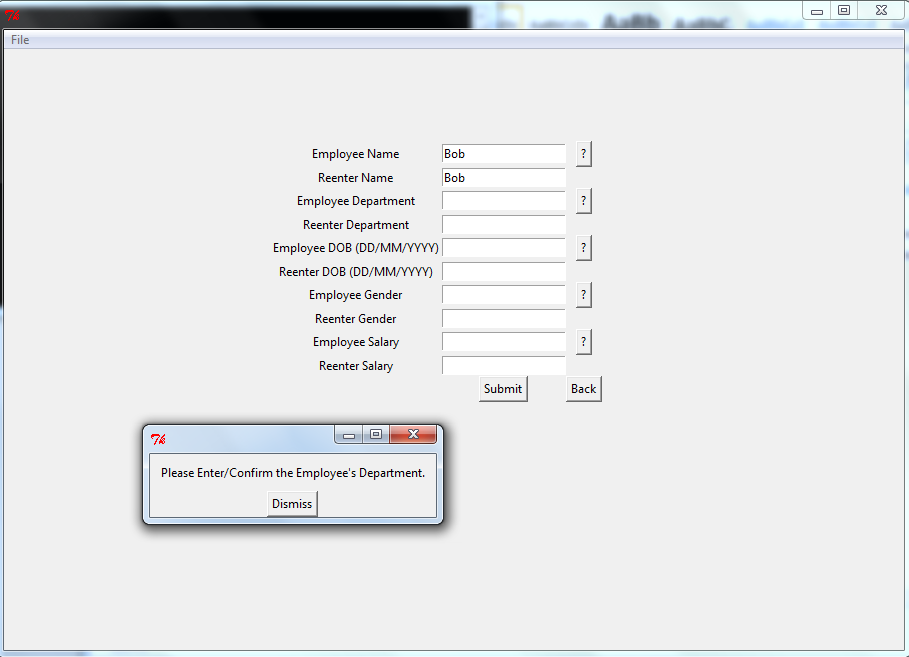 File
Employee Name Bob ?
Reenter Name Bob
Employee Department ?
Reenter Department
Employee DOB (DD/MM/YYYY) ?
Reenter DOB (DD/MM/YYYY)
Employee Gender ?
Reenter Gender
Employee Salary ?
Reenter Salary
Submit Back
Please Enter/Confirm the Employee's Department.
Dismiss